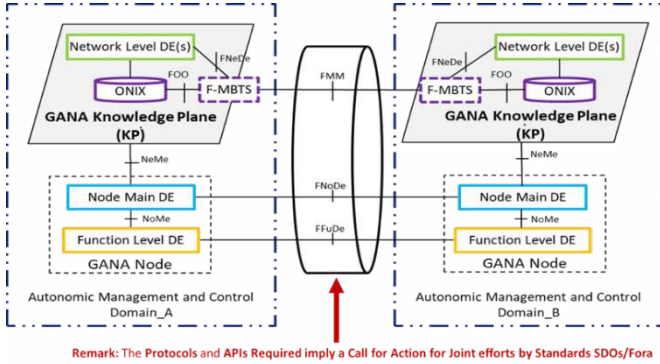 Network Level DE(s)
FNeDe
FOO
ONIX
F-MBTS
GANA Knowledge Plane
(KP)
NeMe
Node Main DE
NoMe
Function Level DE
GANA Node
Autonomic Management and Control
Domain_A
FMM
FNoDe
FFuDe
Network Level DE(s)
FNeDe
FOO
F-MBTS
ONIX
GANA Knowledge Plane
(KP)
NeMe
Node Main DE
NoMe
Function Level DE
GANA Node
Autonomic Management and Control
Domain_B
Remark: The Protocols and APIs Required imply a Call for Action for Joint efforts by Standards SDOs/Fora